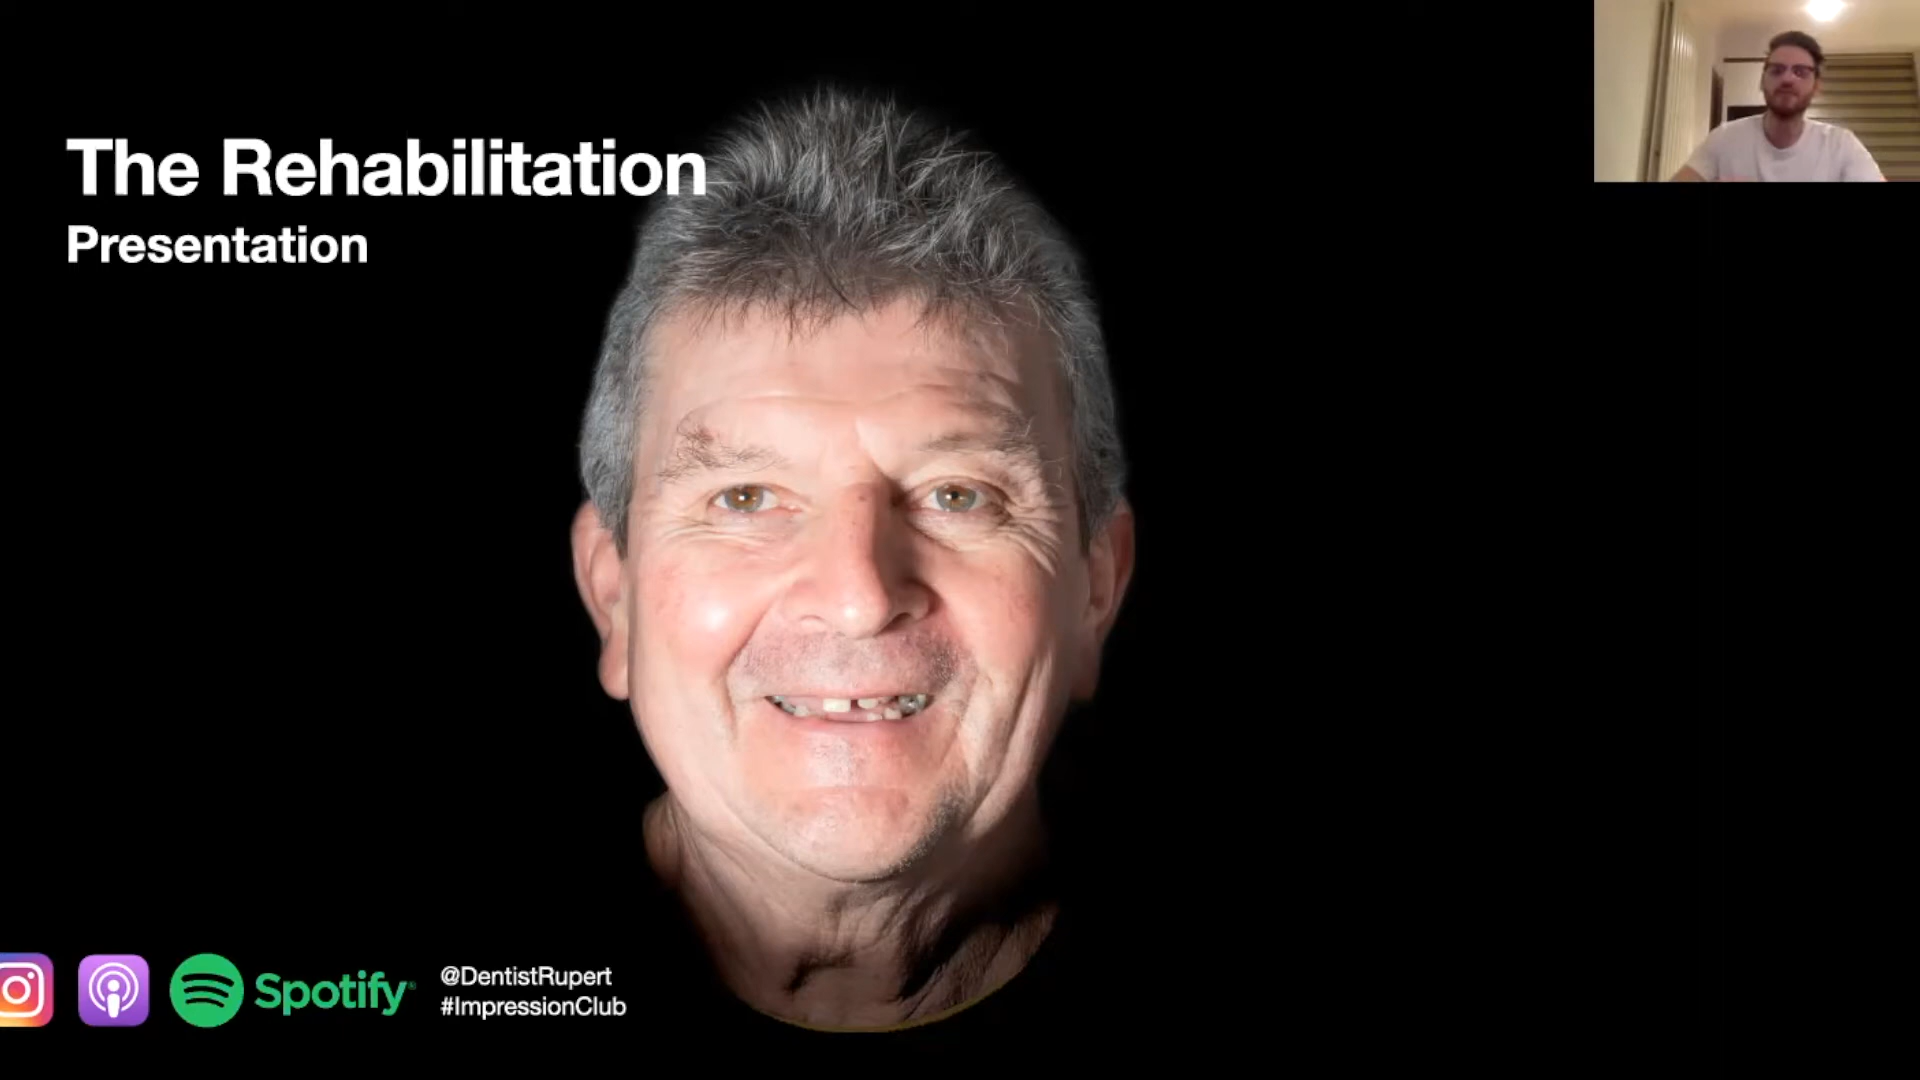 The Rehabilitation
Presentation
Spotify
@DentistRupert
#ImpressionClub